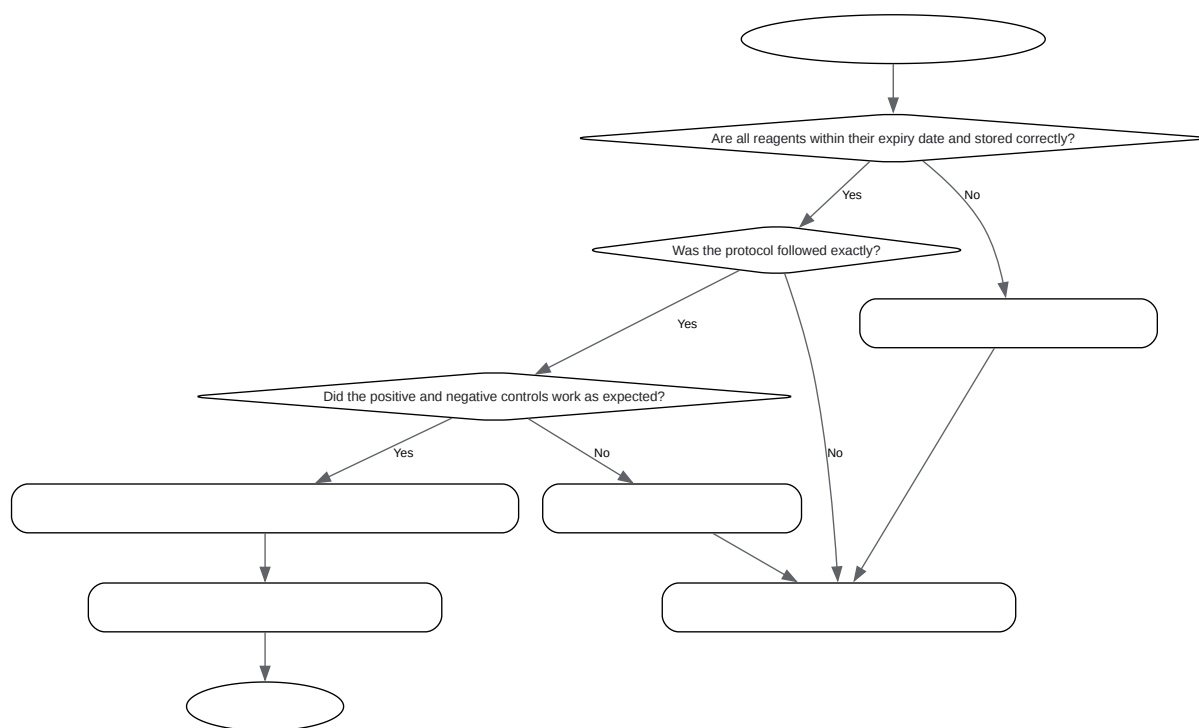 Are all reagents within their expiry date and stored correctly?
Yes
No
Was the protocol followed exactly?
Yes
Did the positive and negative controls work as expected?
Yes
No
No